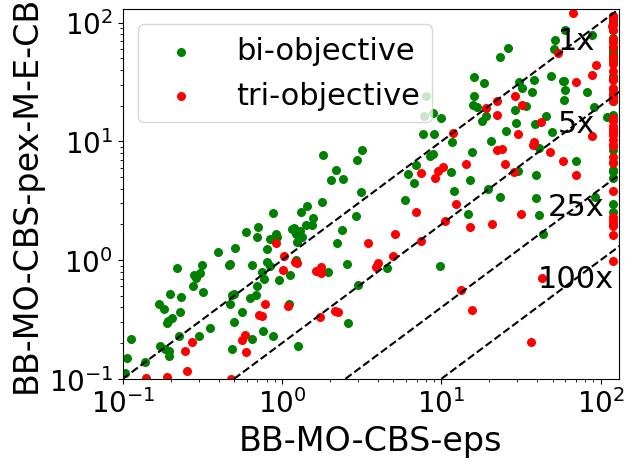 10²
10¹
10⁰
10⁻¹
BB-MO-CBS-pex-M-E-CB
bi-objective
tri-objective
1x
5x
25x
100x
10⁻¹
10⁰
10¹
10²
BB-MO-CBS-eps